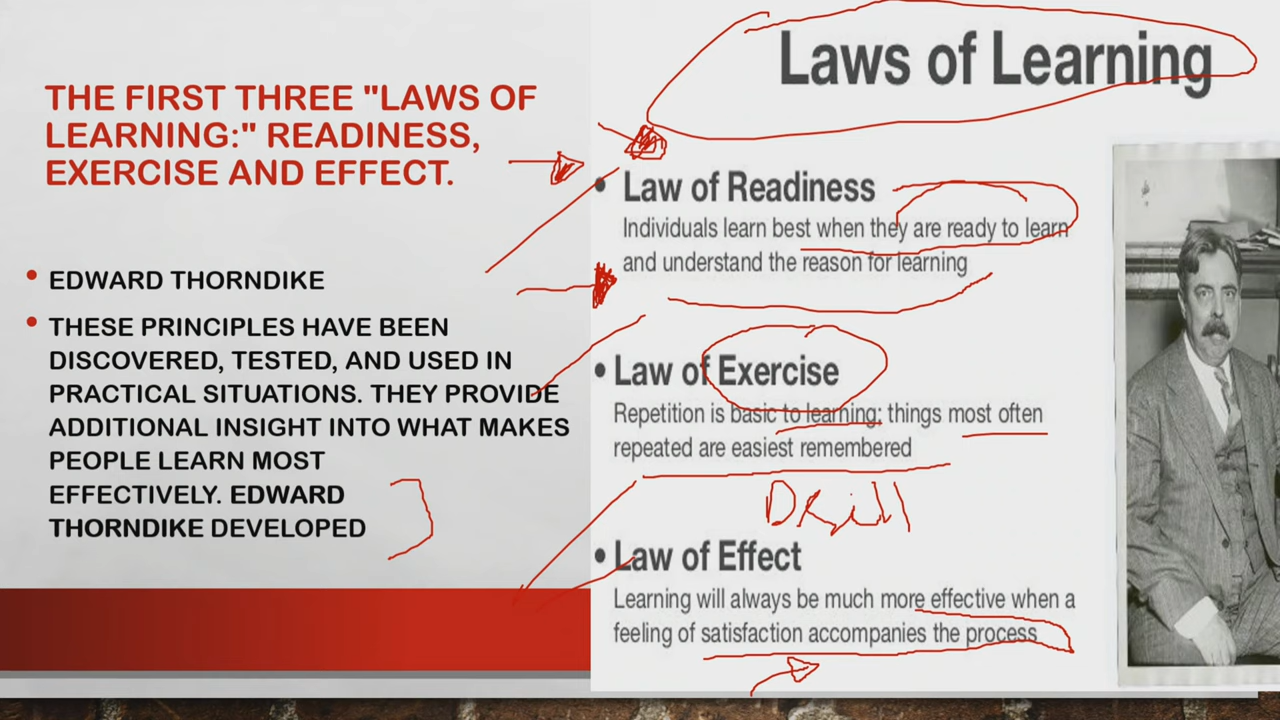 THE FIRST THREE "LAWS OF
LEARNING:" READINESS,
EXERCISE AND EFFECT.
• EDWARD THORNDIKE
• THESE PRINCIPLES HAVE BEEN
DISCOVERED, TESTED, AND USED IN
PRACTICAL SITUATIONS. THEY PROVIDE
ADDITIONAL INSIGHT INTO WHAT MAKES
PEOPLE LEARN MOST
EFFECTIVELY. EDWARD
THORNDIKE DEVELOPED
Laws of Learning
• Law of Readiness
Individuals learn best when they are ready to learn
and understand the reason for learning
• Law of Exercise
Repetition is basic to learning; things most often
repeated are easiest remembered
Drill
• Law of Effect
Learning will always be much more effective when a
feeling of satisfaction accompanies the process